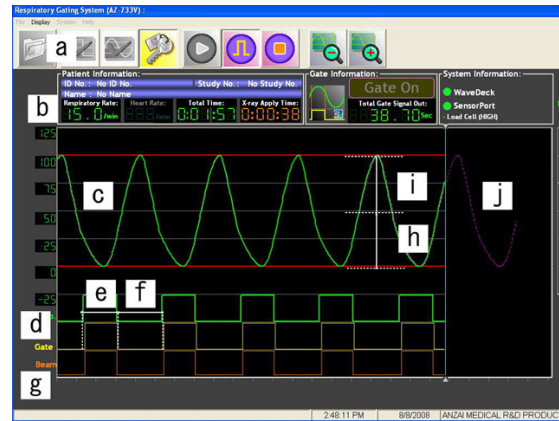 Respiratory Gating System (AZ-733V) :
File Display System Help
a
Patient Information:
Gate Information:
System Information:
ID No.: No ID No. Study No.: No Study No.
Name : No Name
Respiratory Rate: Heart Rate: Total Time: X-ray Apply Time:
15.0/min /min 0:01:57 0:00:38
Gate On
Total Gate Signal Out:
38.70Sec
WaveDeck
SensorPort
- Load Cell (HIGH)
b
125
100
75
50
25
0
-25
c
i
j
h
e
f
d
Gate
Beam
g
2:48:11 PM 8/8/2008 ANZAI MEDICAL R&D PRODUC